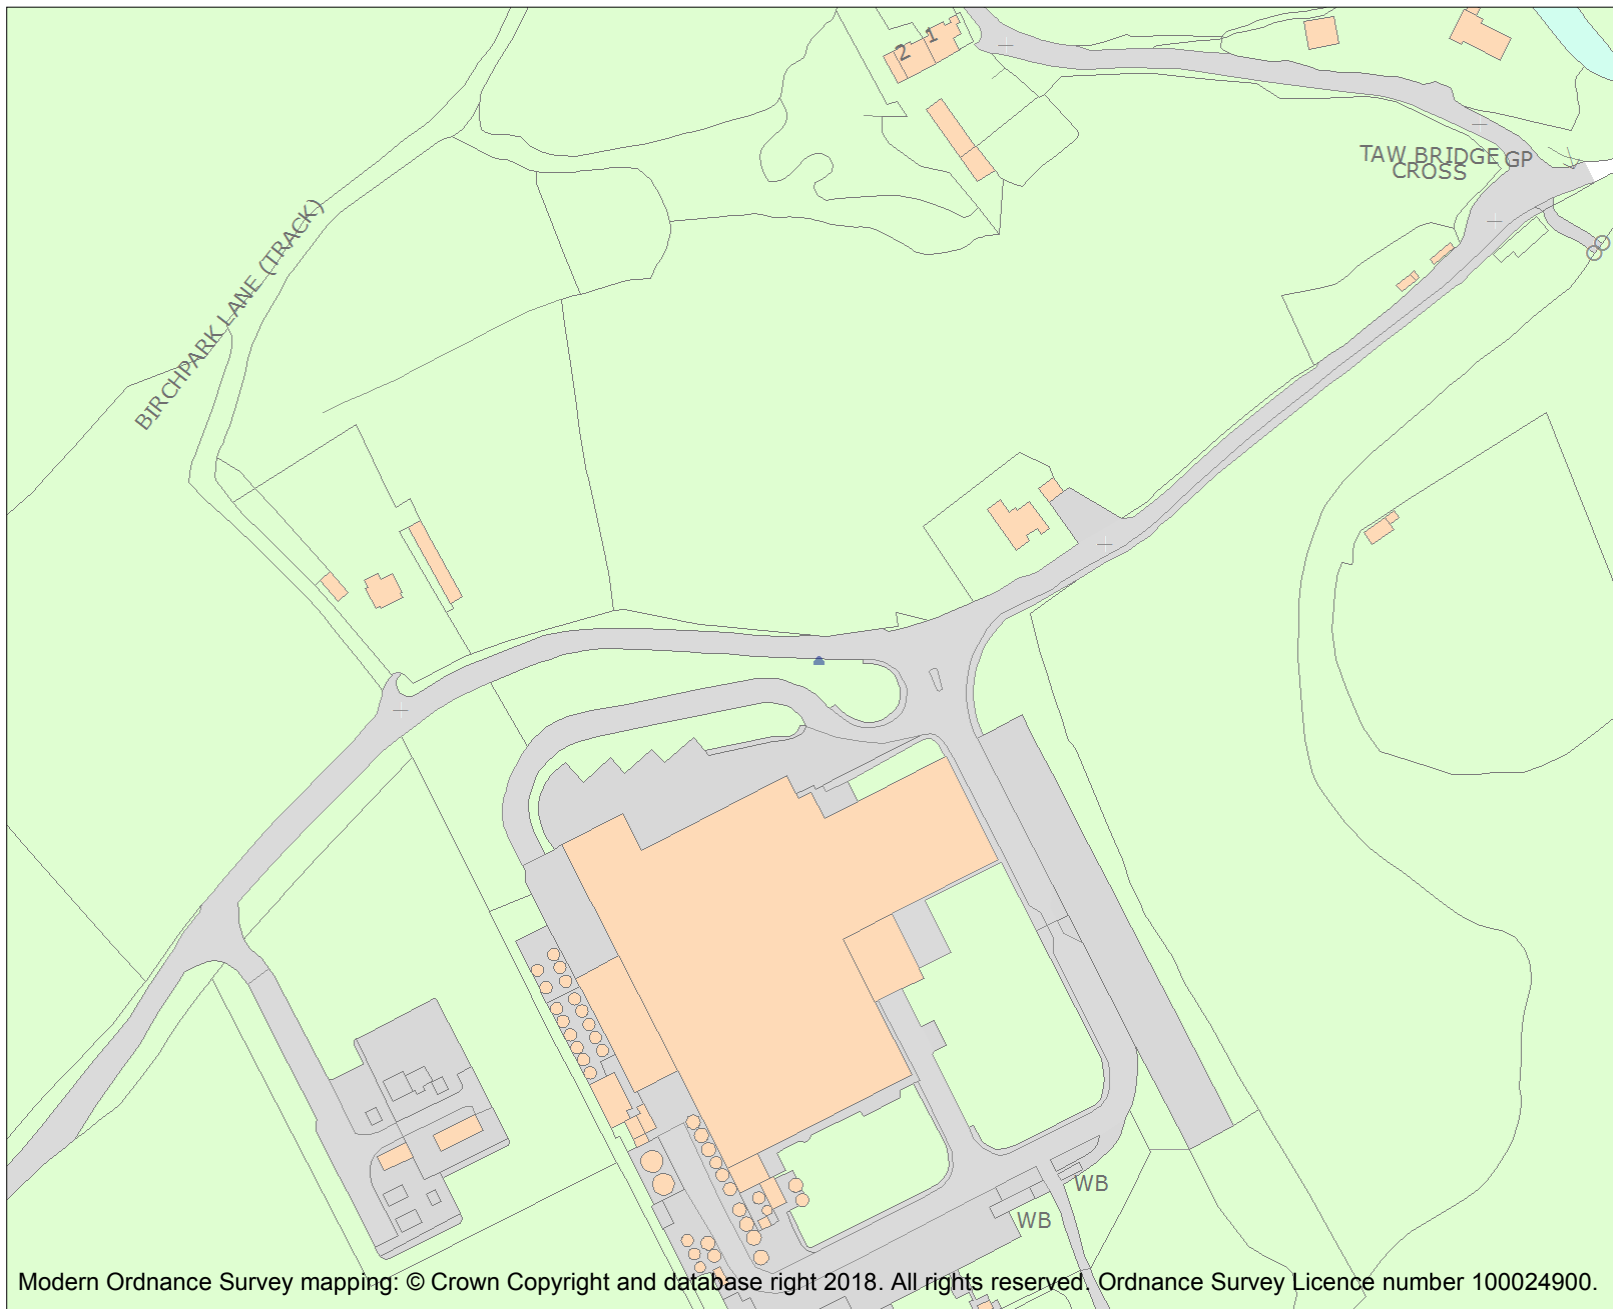 2 1
TAW BRIDGE GP
CROSS
BIRCHPARK LANE (TRACK)
WB
WB
Modern Ordnance Survey mapping: © Crown Copyright and database right 2018. All rights reserved. Ordnance Survey Licence number 100024900.